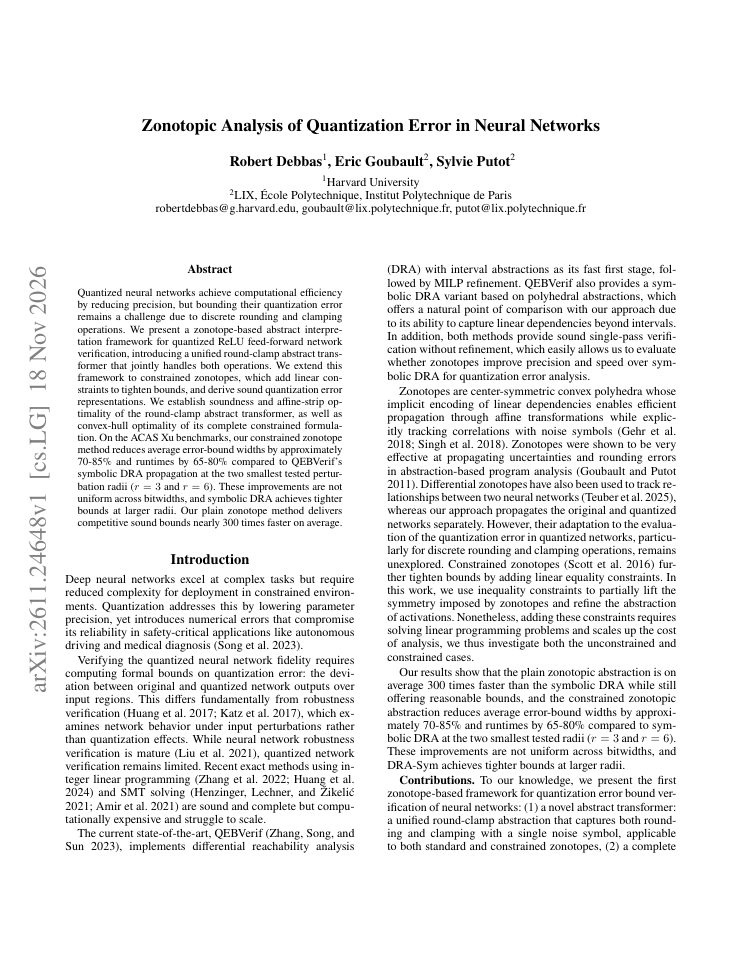 Zonotopic Analysis of Quantization Error in Neural Networks
Robert Debbas1, Eric Goubault2, Sylvie Putot2
1Harvard University
2LIX, École Polytechnique, Institut Polytechnique de Paris
robertdebbas@g.harvard.edu, goubault@lix.polytechnique.fr, putot@lix.polytechnique.fr
arXiv:2611.24648v1 [cs.LG] 18 Nov 2026
Abstract
Quantized neural networks achieve computational efficiency
by reducing precision, but bounding their quantization error
remains a challenge due to discrete rounding and clamping
operations. We present a zonotope-based abstract interpre-
tation framework for quantized ReLU feed-forward network
verification, introducing a unified round-clamp abstract trans-
former that jointly handles both operations. We extend this
framework to constrained zonotopes, which add linear con-
straints to tighten bounds, and derive sound quantization error
representations. We establish soundness and affine-strip op-
timality of the round-clamp abstract transformer, as well as
convex-hull optimality of its complete constrained formula-
tion. On the ACAS Xu benchmarks, our constrained zonotope
method reduces average error-bound widths by approximately
70-85% and runtimes by 65-80% compared to QEBVerif's
symbolic DRA propagation at the two smallest tested pertur-
bation radii (r = 3 and r = 6). These improvements are not
uniform across bitwidths, and symbolic DRA achieves tighter
bounds at larger radii. Our plain zonotope method delivers
competitive sound bounds nearly 300 times faster on average.
Introduction
Deep neural networks excel at complex tasks but require
reduced complexity for deployment in constrained environ-
ments. Quantization addresses this by lowering parameter
precision, yet introduces numerical errors that compromise
its reliability in safety-critical applications like autonomous
driving and medical diagnosis (Song et al. 2023).
Verifying the quantized neural network fidelity requires
computing formal bounds on quantization error: the devi-
ation between original and quantized network outputs over
input regions. This differs fundamentally from robustness
verification (Huang et al. 2017; Katz et al. 2017), which ex-
amines network behavior under input perturbations rather
than quantization effects. While neural network robustness
verification is mature (Liu et al. 2021), quantized network
verification remains limited. Recent exact methods using in-
teger linear programming (Zhang et al. 2022; Huang et al.
2024) and SMT solving (Henzinger, Lechner, and Žikelić
2021; Amir et al. 2021) are sound and complete but compu-
tationally expensive and struggle to scale.
The current state-of-the-art, QEBVerif (Zhang, Song, and
Sun 2023), implements differential reachability analysis
(DRA) with interval abstractions as its fast first stage, fol-
lowed by MILP refinement. QEBVerif also provides a sym-
bolic DRA variant based on polyhedral abstractions, which
offers a natural point of comparison with our approach due
to its ability to capture linear dependencies beyond intervals.
In addition, both methods provide sound single-pass verifi-
cation without refinement, which easily allows us to evaluate
whether zonotopes improve precision and speed over sym-
bolic DRA for quantization error analysis.
Zonotopes are center-symmetric convex polyhedra whose
implicit encoding of linear dependencies enables efficient
propagation through affine transformations while explic-
itly tracking correlations with noise symbols (Gehr et al.
2018; Singh et al. 2018). Zonotopes were shown to be very
effective at propagating uncertainties and rounding errors
in abstraction-based program analysis (Goubault and Putot
2011). Differential zonotopes have also been used to track re-
lationships between two neural networks (Teuber et al. 2025),
whereas our approach propagates the original and quantized
networks separately. However, their adaptation to the evalua-
tion of the quantization error in quantized networks, particu-
larly for discrete rounding and clamping operations, remains
unexplored. Constrained zonotopes (Scott et al. 2016) fur-
ther tighten bounds by adding linear equality constraints. In
this work, we use inequality constraints to partially lift the
symmetry imposed by zonotopes and refine the abstraction
of activations. Nonetheless, adding these constraints requires
solving linear programming problems and scales up the cost
of analysis, we thus investigate both the unconstrained and
constrained cases.
Our results show that the plain zonotopic abstraction is on
average 300 times faster than the symbolic DRA while still
offering reasonable bounds, and the constrained zonotopic
abstraction reduces average error-bound widths by approxi-
mately 70-85% and runtimes by 65-80% compared to sym-
bolic DRA at the two smallest tested radii (r = 3 and r = 6).
These improvements are not uniform across bitwidths, and
DRA-Sym achieves tighter bounds at larger radii.
Contributions. To our knowledge, we present the first
zonotope-based framework for quantization error bound ver-
ification of neural networks: (1) a novel abstract transformer:
a unified round-clamp abstraction that captures both round-
ing and clamping with a single noise symbol, applicable
to both standard and constrained zonotopes, (2) a complete